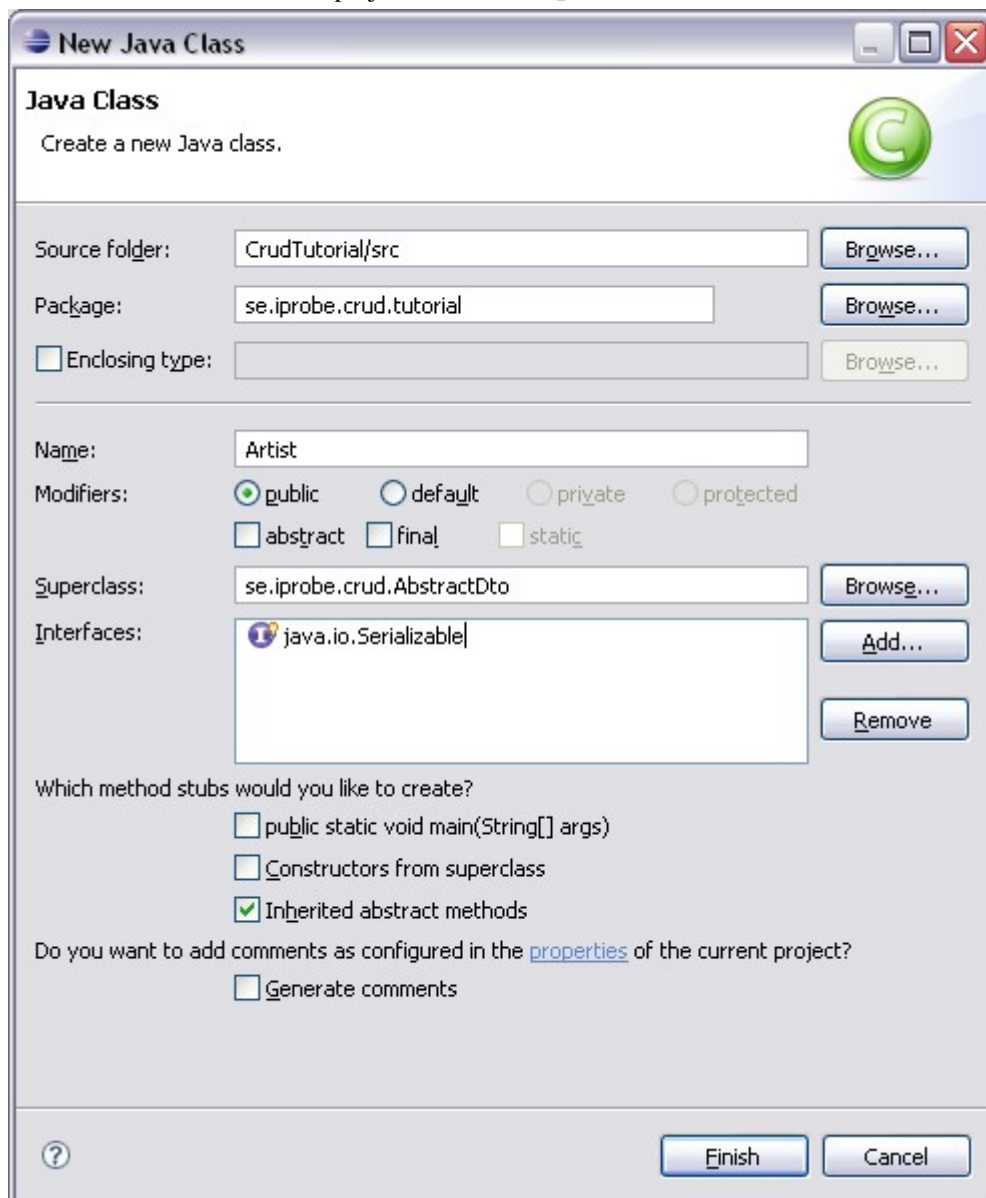 New Java Class
Java Class
Create a new Java class.
C
Source folder: CrudTutorial/src Browse...
Package: se.iprobe.crud.tutorial Browse...
Enclosing type: Browse...
Name: Artist
Modifiers: public default private protected
abstract final static
Superclass: se.iprobe.crud.AbstractDto Browse...
Interfaces: I java.io.Serializable Add...
Remove
Which method stubs would you like to create?
public static void main(String[] args)
Constructors from superclass
Inherited abstract methods
Do you want to add comments as configured in the properties of the current project?
Generate comments
? Finish Cancel